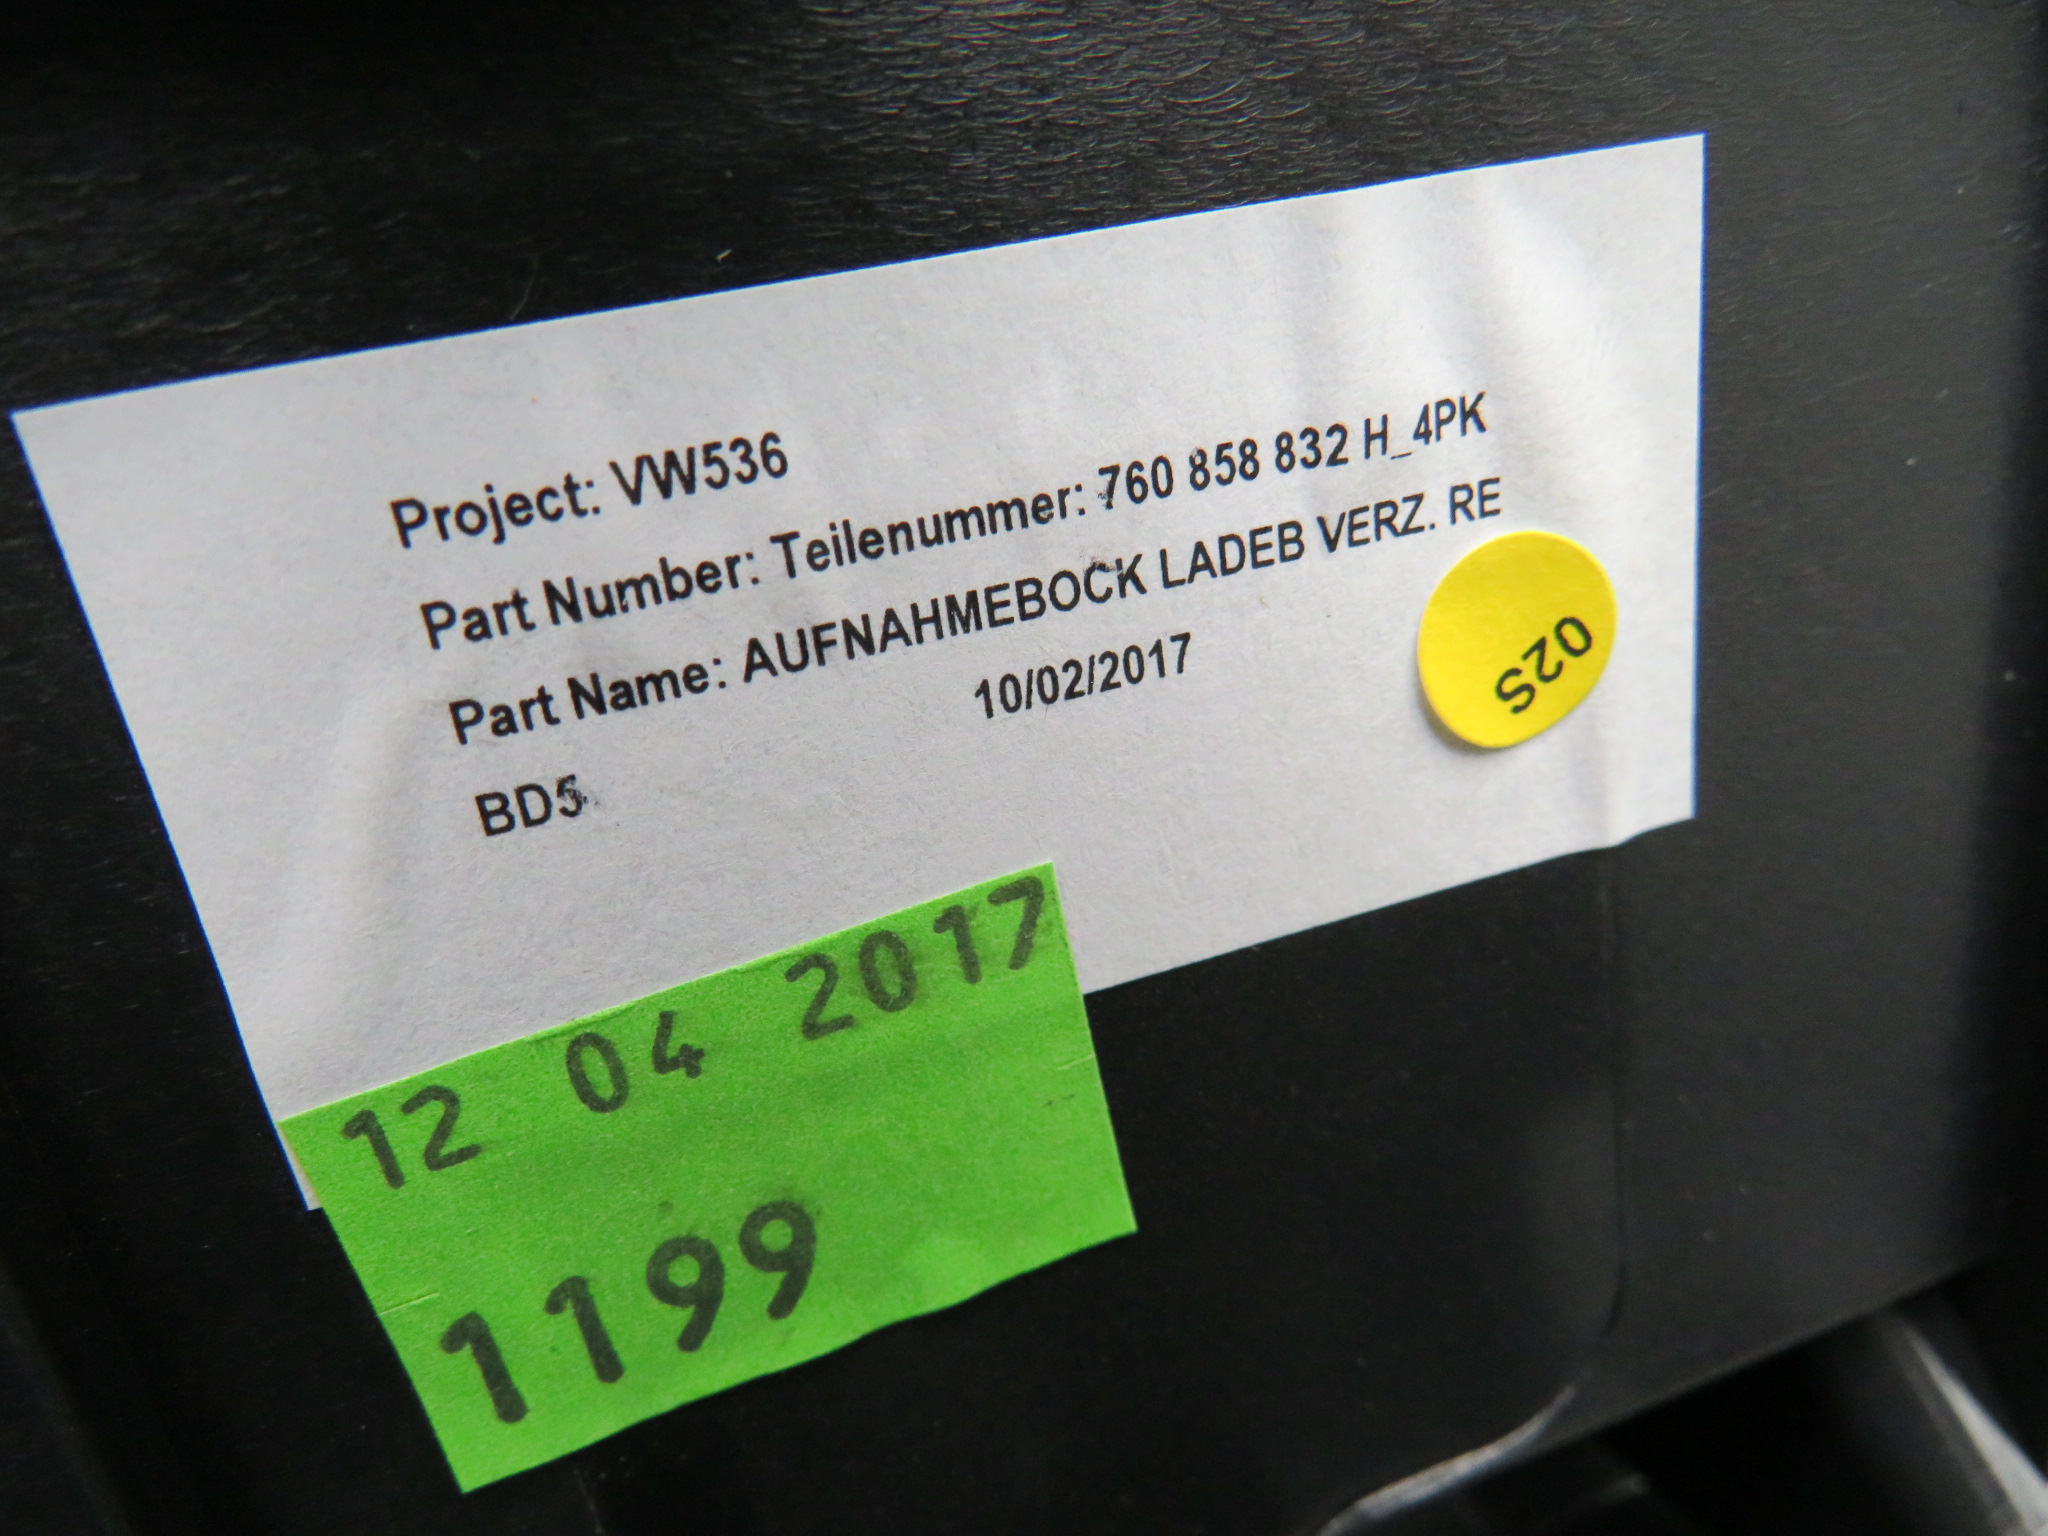 Project: VW536
Part Number: Teilenummer: 760 858 832 H_4PK
Part Name: AUFNAHMEBOCK LADEB VERZ. RE
10/02/2017
BD5
02S
12 04 2017
1199